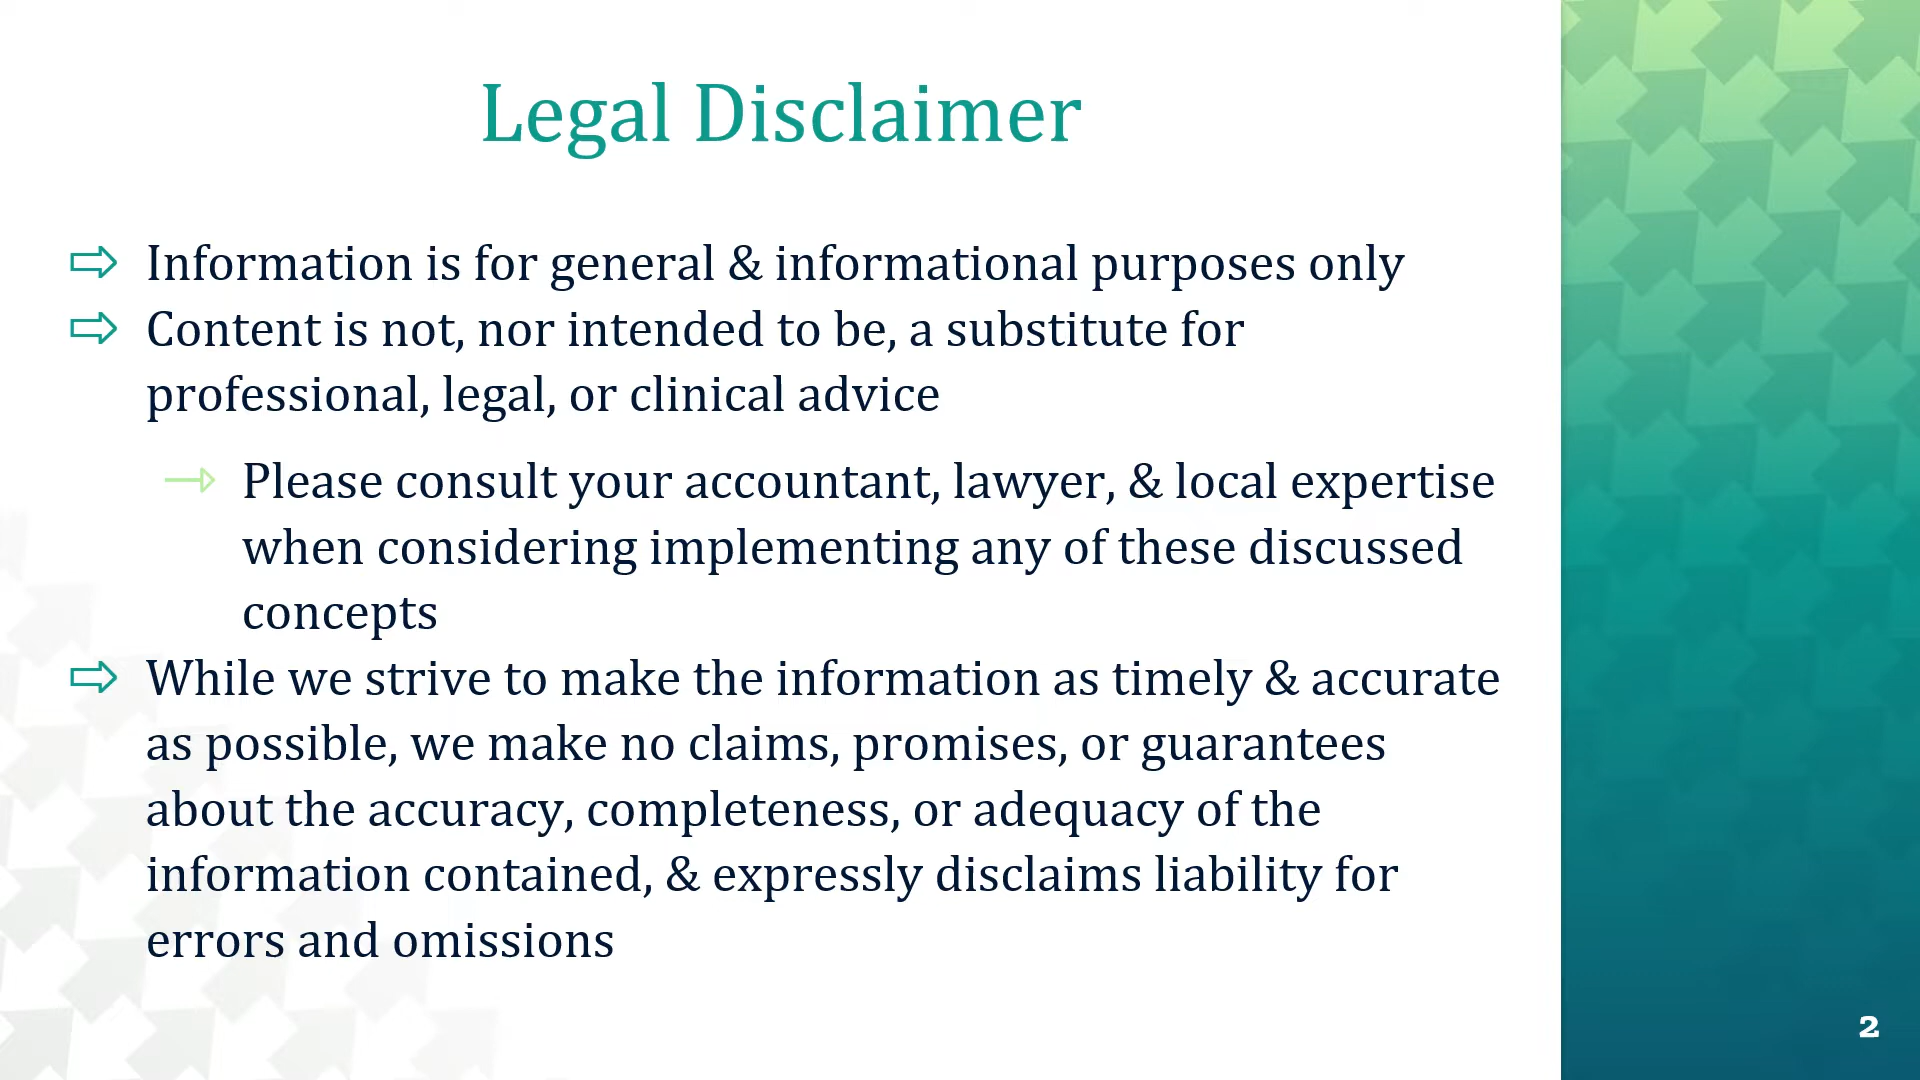 Legal Disclaimer
Information is for general & informational purposes only
Content is not, nor intended to be, a substitute for
professional, legal, or clinical advice
Please consult your accountant, lawyer, & local expertise
when considering implementing any of these discussed
concepts
While we strive to make the information as timely & accurate
as possible, we make no claims, promises, or guarantees
about the accuracy, completeness, or adequacy of the
information contained, & expressly disclaims liability for
errors and omissions
2